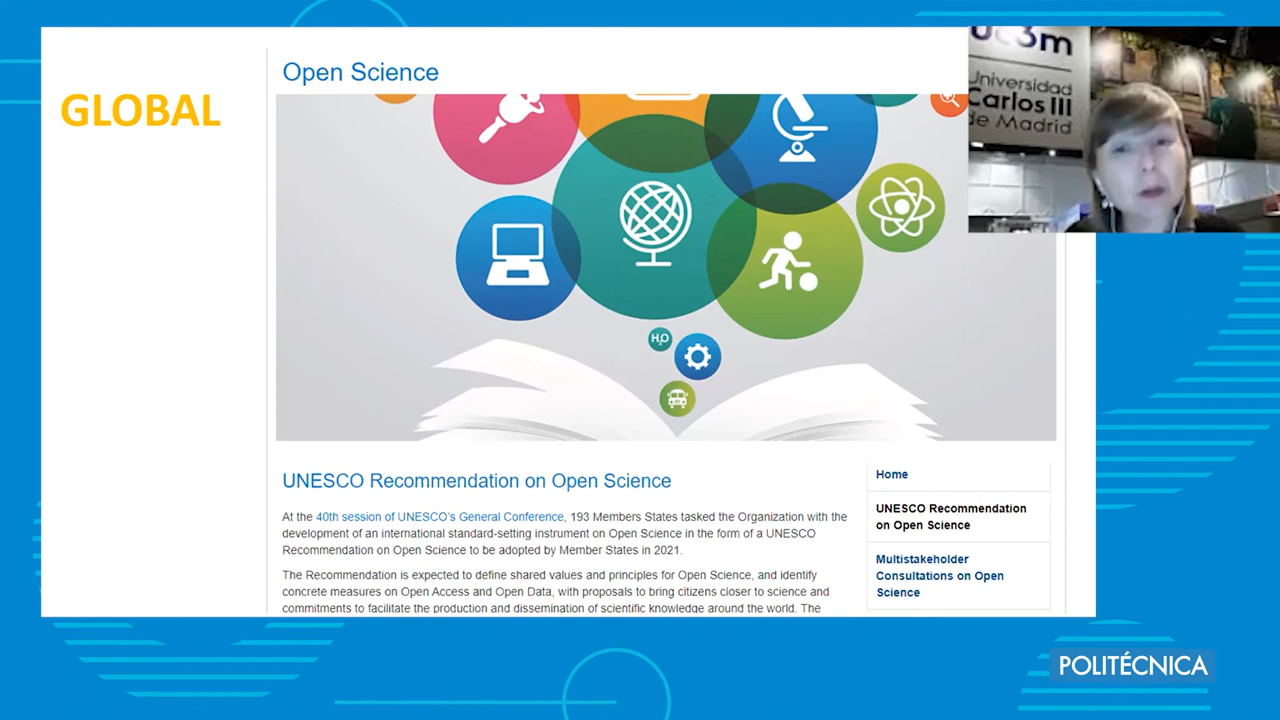 GLOBAL
Open Science
uc3m
Universidad
Carlos III
de Madrid
H₂O
UNESCO Recommendation on Open Science
At the 40th session of UNESCO's General Conference, 193 Members States tasked the Organization with the
development of an international standard-setting instrument on Open Science in the form of a UNESCO
Recommendation on Open Science to be adopted by Member States in 2021.
The Recommendation is expected to define shared values and principles for Open Science, and identify
concrete measures on Open Access and Open Data, with proposals to bring citizens closer to science and
commitments to facilitate the production and dissemination of scientific knowledge around the world. The
Home
UNESCO Recommendation
on Open Science
Multistakeholder
Consultations on Open
Science
POLITÉCNICA